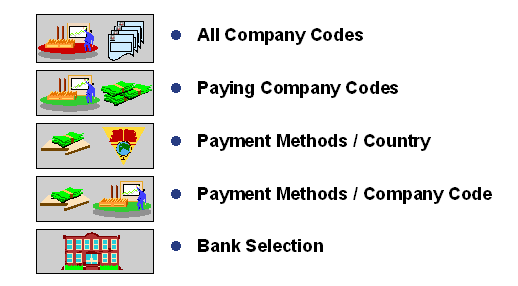 All Company Codes
Paying Company Codes
Payment Methods / Country
Payment Methods / Company Code
Bank Selection